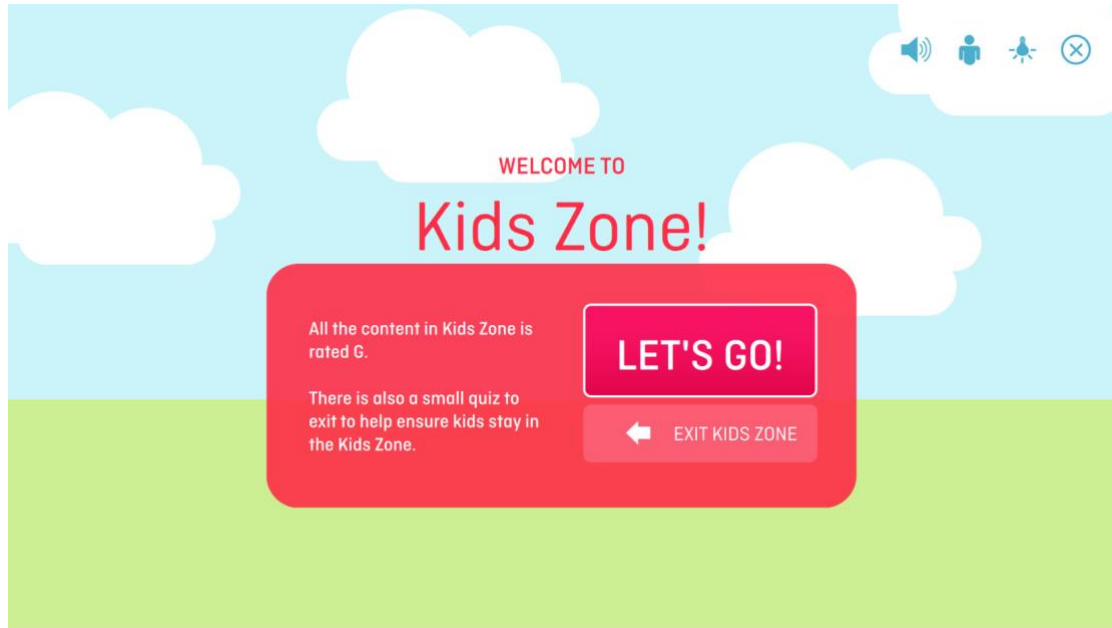 WELCOME TO
Kids Zone!
All the content in Kids Zone is
rated G.
There is also a small quiz to
exit to help ensure kids stay in
the Kids Zone.
LET'S GO!
EXIT KIDS ZONE